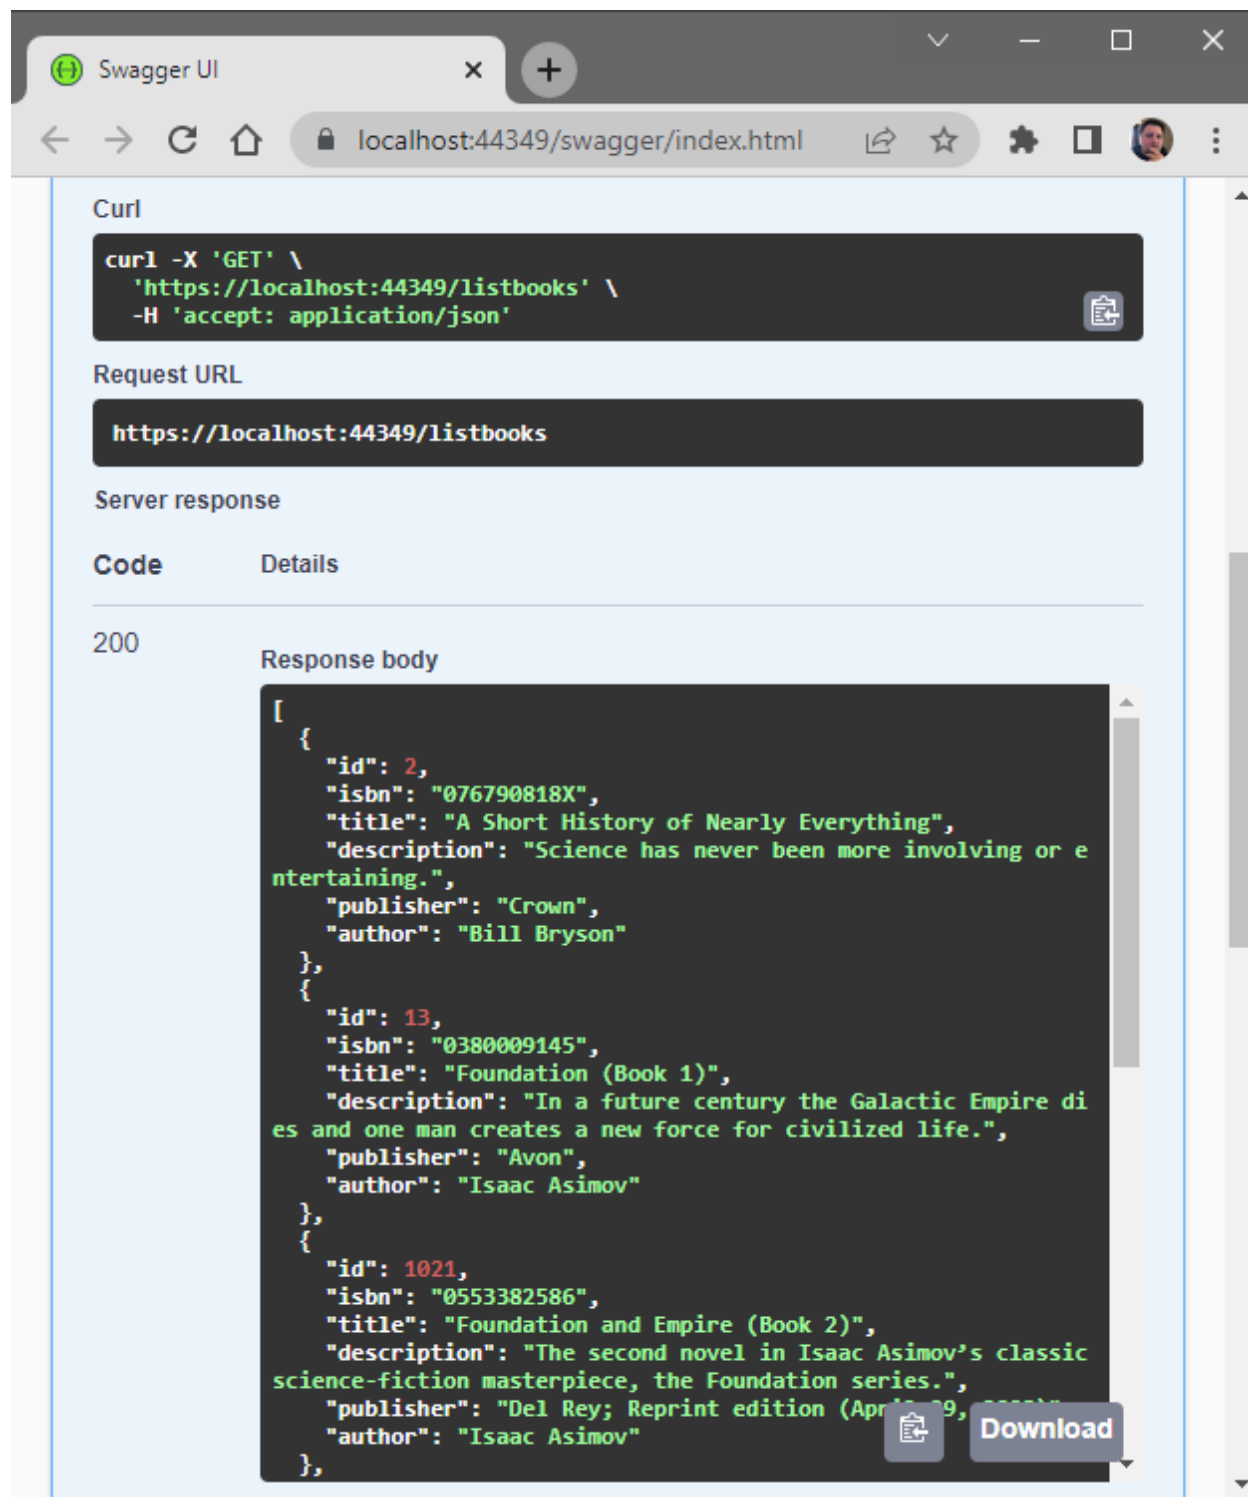 Swagger UI
localhost:44349/swagger/index.html
Curl
curl -X 'GET' \
  'https://localhost:44349/listbooks' \
  -H 'accept: application/json'
Request URL
https://localhost:44349/listbooks
Server response
Code Details
200
Response body
[
  {
    "id": 2,
    "isbn": "076790818X",
    "title": "A Short History of Nearly Everything",
    "description": "Science has never been more involving or e
ntertaining.",
    "publisher": "Crown",
    "author": "Bill Bryson"
  },
  {
    "id": 13,
    "isbn": "0380009145",
    "title": "Foundation (Book 1)",
    "description": "In a future century the Galactic Empire di
es and one man creates a new force for civilized life.",
    "publisher": "Avon",
    "author": "Isaac Asimov"
  },
  {
    "id": 1021,
    "isbn": "0553382586",
    "title": "Foundation and Empire (Book 2)",
    "description": "The second novel in Isaac Asimov’s classic
science-fiction masterpiece, the Foundation series.",
    "publisher": "Del Rey; Reprint edition
    "author": "Isaac Asimov"
  },
Download